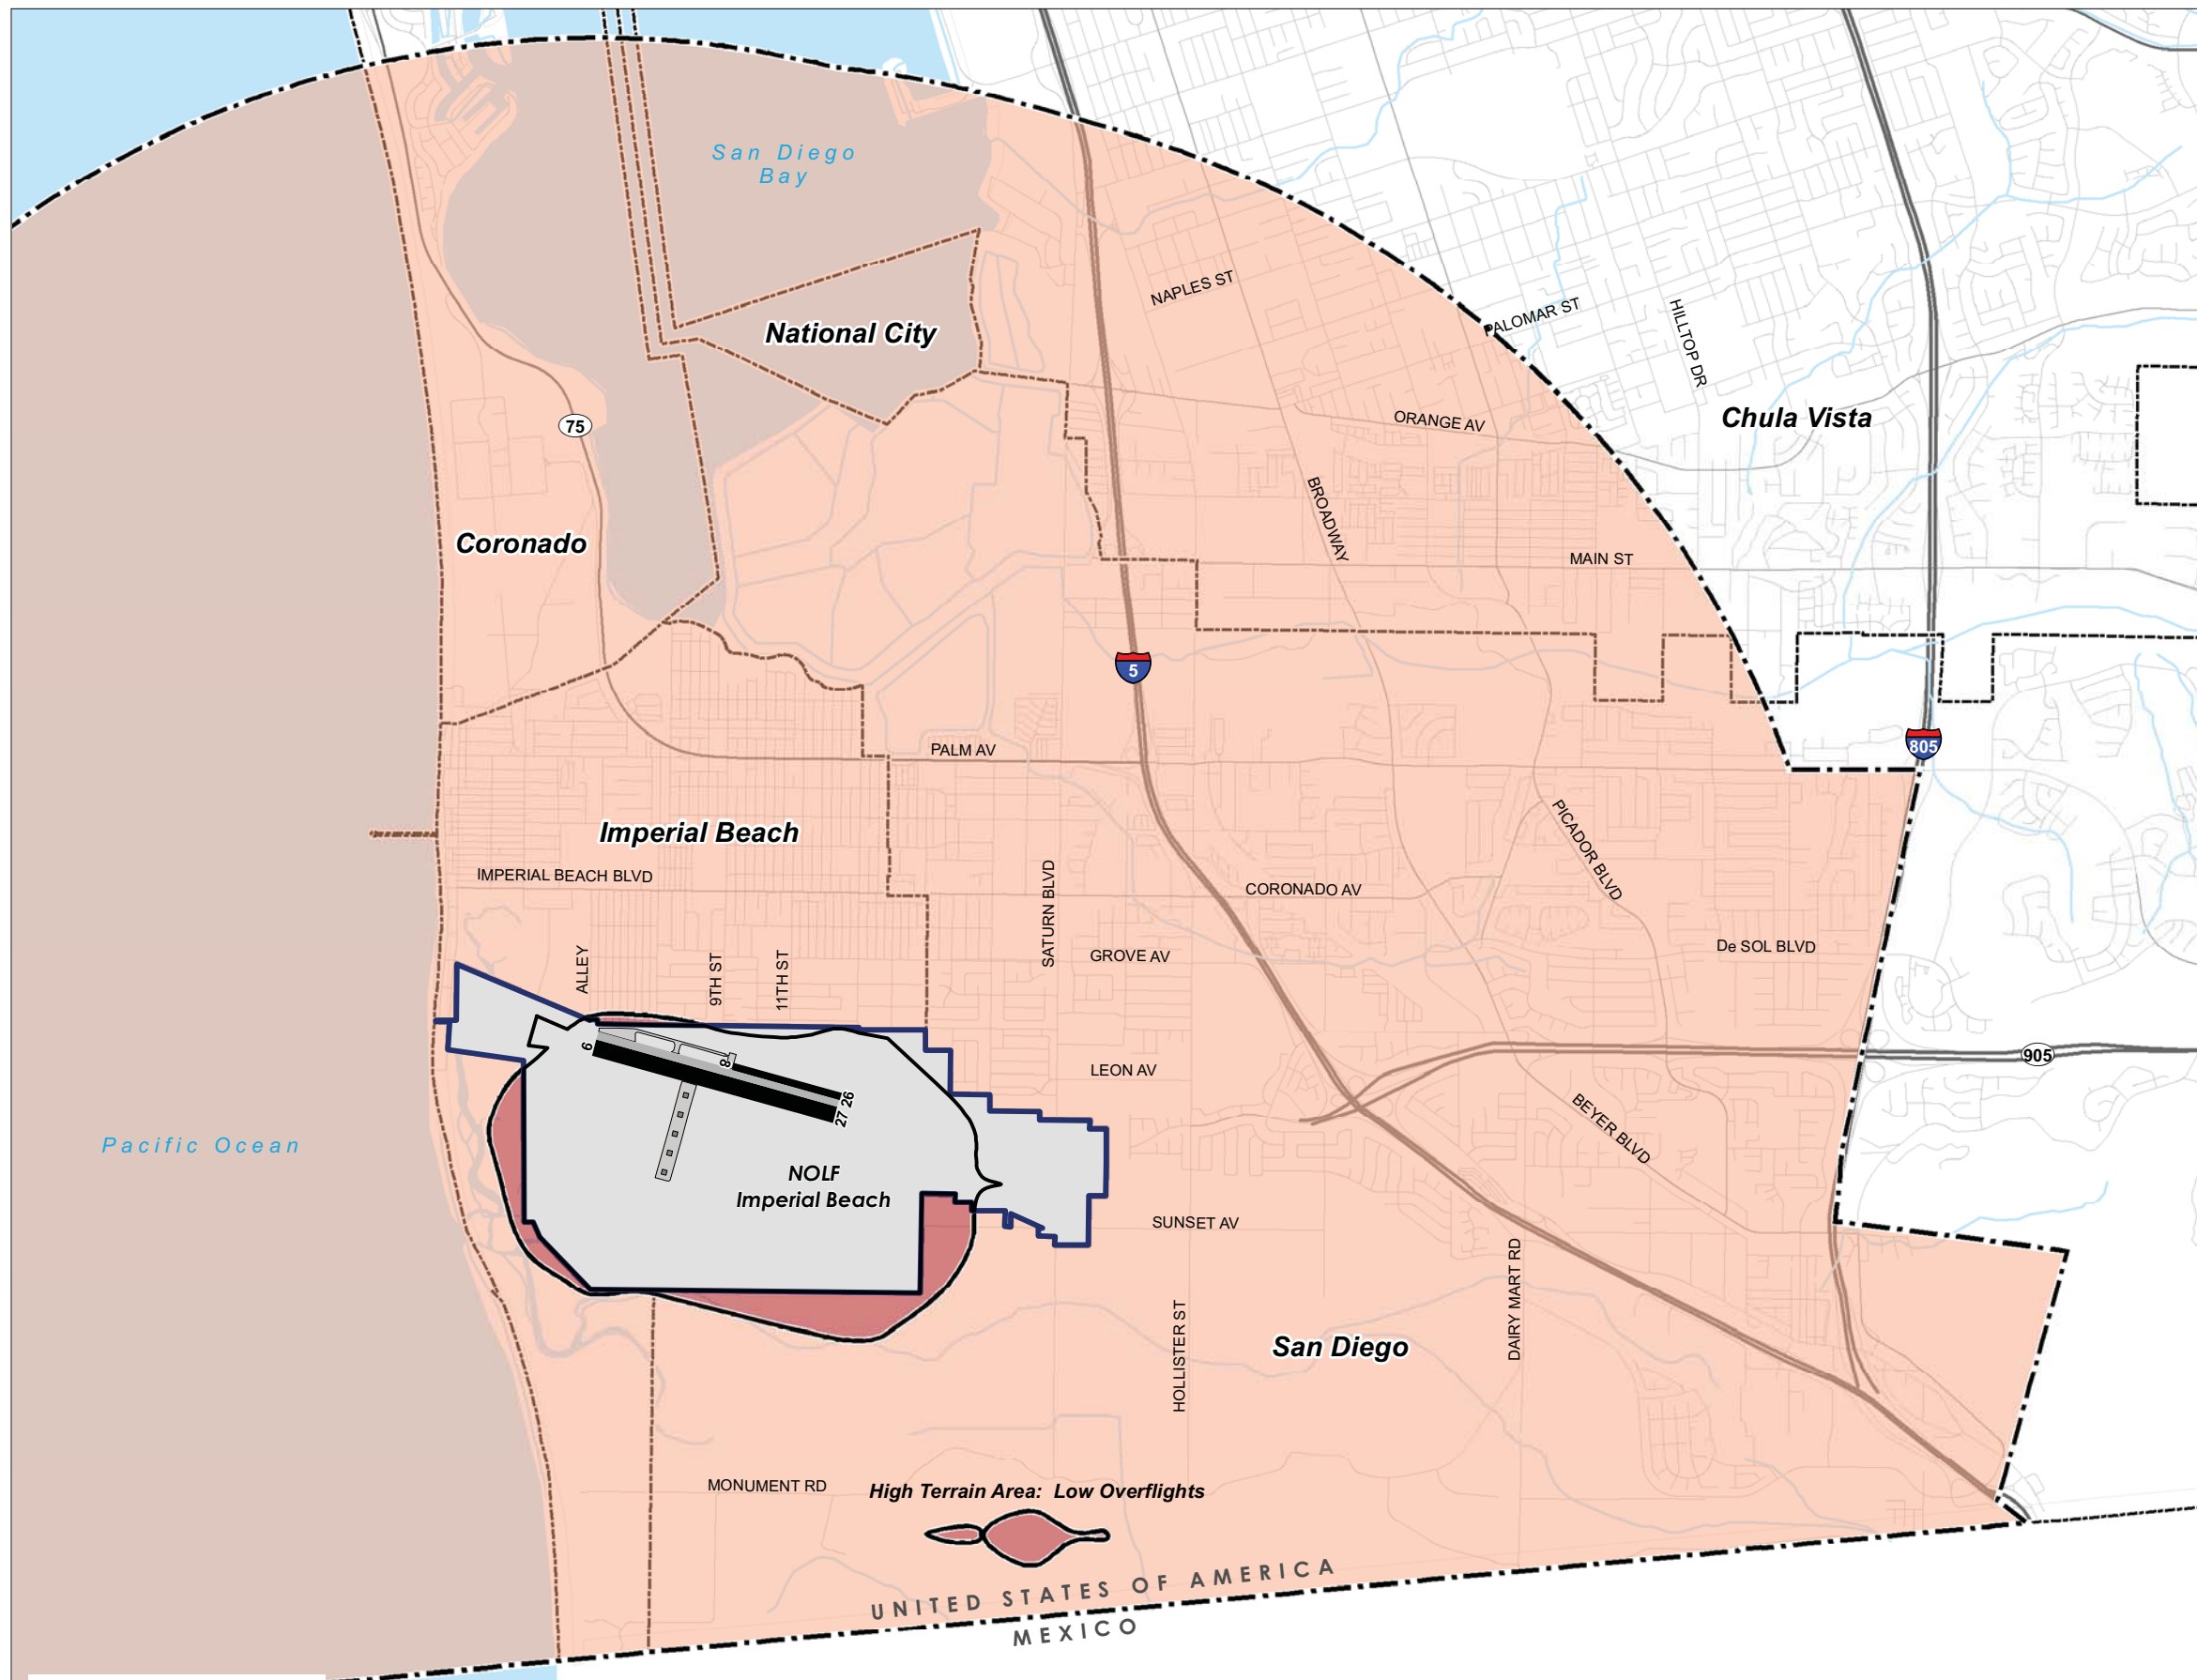 San Diego
Bay
NAPLES ST
PALOMAR ST
HILLTOP DR
National City
Chula Vista
75
ORANGE AV
BROADWAY
Coronado
MAIN ST
5
805
PALM AV
PICADOR BLVD
Imperial Beach
IMPERIAL BEACH BLVD
SATURN BLVD
CORONADO AV
De SOL BLVD
ALLEY
9TH ST
11TH ST
GROVE AV
9
8
26
27
LEON AV
905
BEYER BLVD
Pacific Ocean
NOLF
Imperial Beach
SUNSET AV
DAIRY MART RD
HOLLISTER ST
San Diego
MONUMENT RD
High Terrain Area: Low Overflights
UNITED STATES OF AMERICA
MEXICO